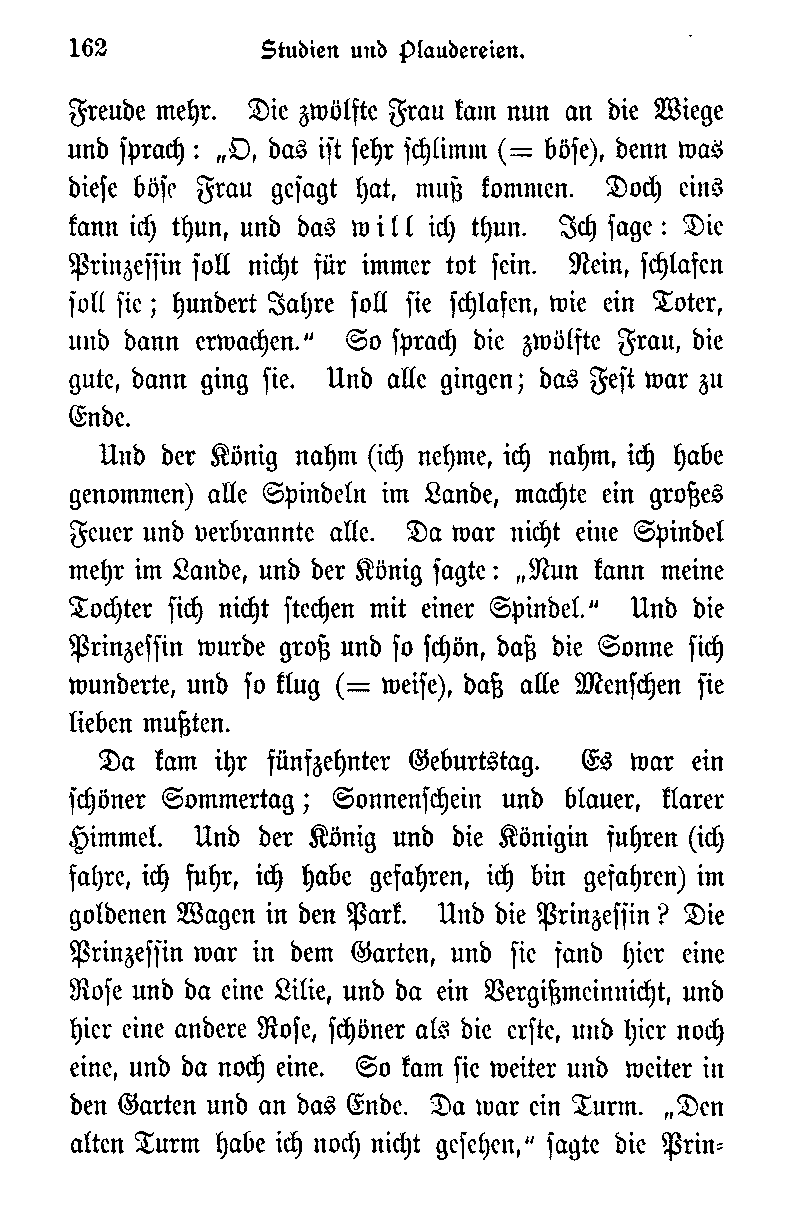 162 Studien und Plaudereien.
Freude mehr. Die zwölfte Frau kam nun an die Wiege
und sprach: „O, das ist sehr schlimm (= böse), denn was
diese böse Frau gesagt hat, muß kommen. Doch eins
kann ich thun, und das will ich thun. Ich sage: Die
Prinzessin soll nicht für immer tot sein. Nein, schlafen
soll sie; hundert Jahre soll sie schlafen, wie ein Toter,
und dann erwachen.“ So sprach die zwölfte Frau, die
gute, dann ging sie. Und alle gingen; das Fest war zu
Ende.
Und der König nahm (ich nehme, ich nahm, ich habe
genommen) alle Spindeln im Lande, machte ein großes
Feuer und verbrannte alle. Da war nicht eine Spindel
mehr im Lande, und der König sagte: „Nun kann meine
Tochter sich nicht stechen mit einer Spindel.“ Und die
Prinzessin wurde groß und so schön, daß die Sonne sich
wunderte, und so klug (= weise), daß alle Menschen sie
lieben mußten.
Da kam ihr fünfzehnter Geburtstag. Es war ein
schöner Sommertag; Sonnenschein und blauer, klarer
Himmel. Und der König und die Königin fuhren (ich
fahre, ich fuhr, ich habe gefahren, ich bin gefahren) im
goldenen Wagen in den Park. Und die Prinzessin? Die
Prinzessin war in dem Garten, und sie fand hier eine
Rose und da eine Lilie, und da ein Vergißmeinnicht, und
hier eine andere Rose, schöner als die erste, und hier noch
eine, und da noch eine. So kam sie weiter und weiter in
den Garten und an das Ende. Da war ein Turm. „Den
alten Turm habe ich noch nicht gesehen,“ sagte die Prin-